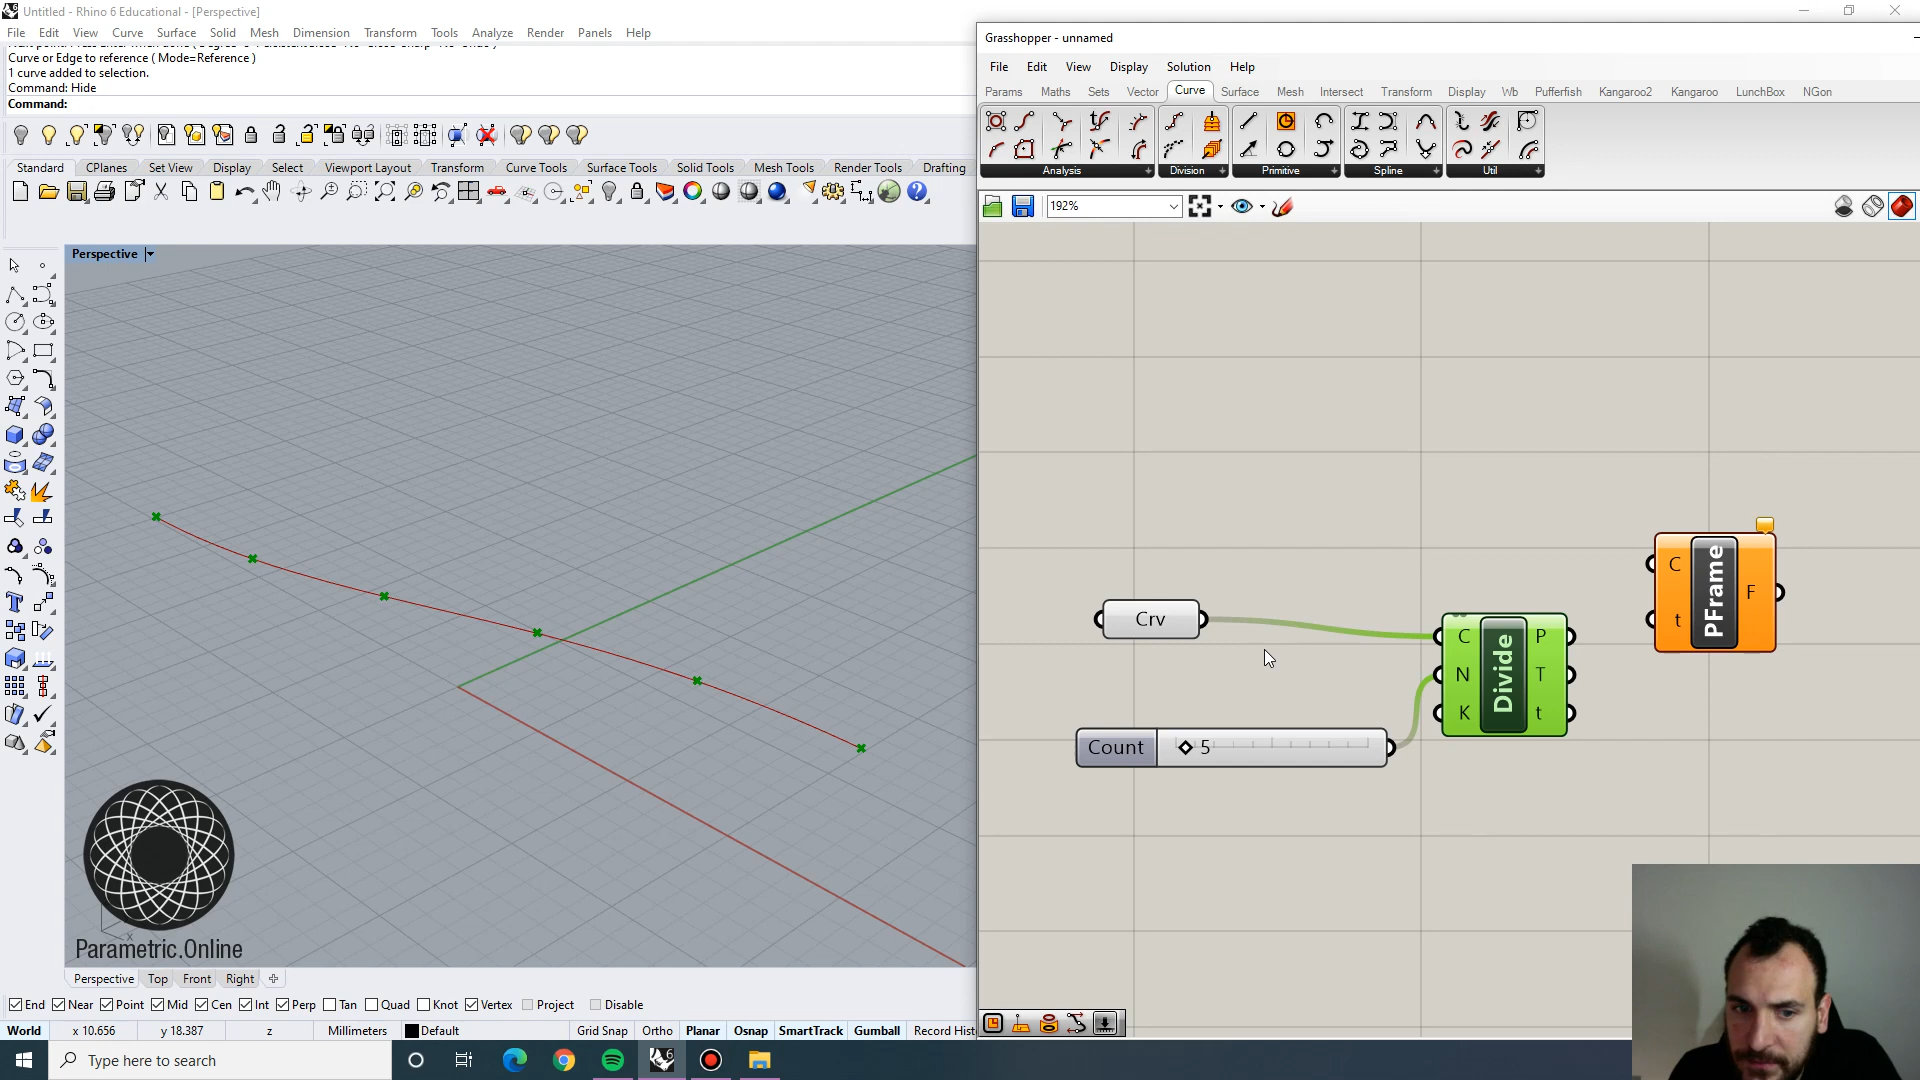 Untitled - Rhino 6 Educational - [Perspective]
File Edit View Curve Surface Solid Mesh Dimension Transform Tools Analyze Render Panels Help
Curve or Edge to reference ( Mode=Reference )
1 curve added to selection.
Command: Hide
Command:
Standard CPlanes Set View Display Select Viewport Layout Transform Curve Tools Surface Tools Solid Tools Mesh Tools Render Tools Drafting
Perspective
x
Parametric.Online
Perspective Top Front Right
End Near Point Mid Cen Int Perp Tan Quad Knot Vertex Project Disable
World x 10.656 y 18.387 z Millimeters Default Grid Snap Ortho Planar Osnap SmartTrack Gumball Record Histo
Type here to search
6
Grasshopper - unnamed
File Edit View Display Solution Help
Params Maths Sets Vector Curve Surface Mesh Intersect Transform Display Wb Pufferfish Kangaroo2 Kangaroo LunchBox NGon
Analysis Division Primitive Spline Util
192%
C t PFrame F
Crv
C N K Divide P T t
Count 5